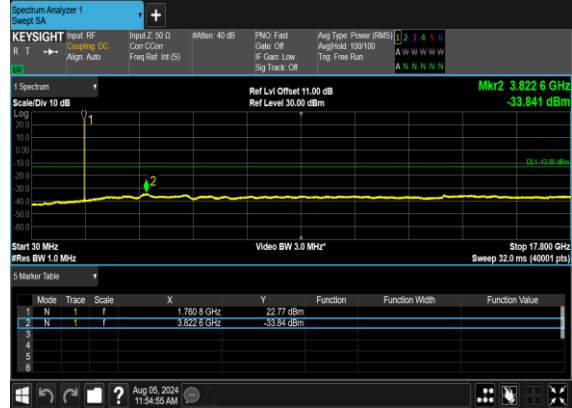 Spectrum Analyzer 1
Swept SA
+
KEYSIGHT Input: RF Input Z: 50 Ω #Atten: 40 dB PNO: Fast Avg Type: Power (RMS) 1 2 3 4 5 6
R T Coupling: DC Corr CCorr Gate: Off Avg|Hold: 100/100 A W W W W W
Align: Auto Freq Ref: Int (S) IF Gain: Low Trig: Free Run
Sig Track: Off A N N N N N
1 Spectrum Ref Lvl Offset 11.00 dB Mkr2 3.822 6 GHz
Scale/Div 10 dB Ref Level 30.00 dBm -33.841 dBm
Log
20.0
10.0
0.00
-10.0
-20.0
-30.0
-40.0
-50.0
-60.0
1
2
DL1 -13.00 dBm
Start 30 MHz Video BW 3.0 MHz* Stop 17.800 GHz
#Res BW 1.0 MHz Sweep 32.0 ms (40001 pts)
5 Marker Table
Mode Trace Scale X Y Function Function Width Function Value
1 N 1 f 1.760 8 GHz 22.77 dBm
2 N 1 f 3.822 6 GHz -33.84 dBm
3
4
5
6
?
Aug 05, 2024
11:54:55 AM